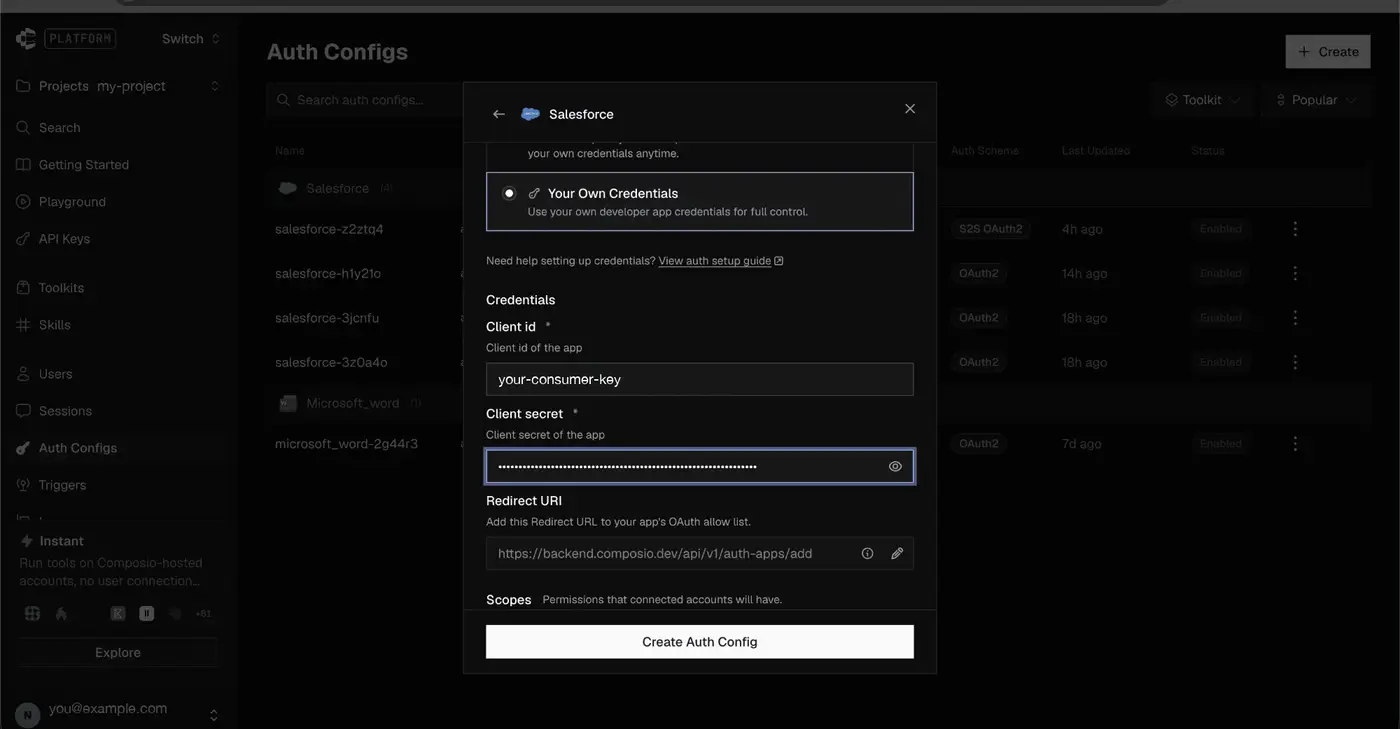 PLATFORM
Switch
Projects my-project
Search
Getting Started
Playground
API Keys
Toolkits
Skills
Users
Sessions
Auth Configs
Triggers
Instant
Run tools on Composio-hosted
accounts, no user connection...
+61
Explore
N
you@example.com
Auth Configs
+ Create
Search auth configs...
Toolkit
Popular
Name
Auth Scheme
Last Updated
Status
Salesforce (4)
salesforce-z2ztq4
S2S OAuth2
4h ago
Enabled
salesforce-h1y21o
OAuth2
14h ago
Enabled
salesforce-3jcnfu
OAuth2
18h ago
Enabled
salesforce-3z0a4o
OAuth2
18h ago
Enabled
Microsoft_word (1)
microsoft_word-2g44r3
OAuth2
7d ago
Enabled
Salesforce
your own credentials anytime.
Your Own Credentials
Use your own developer app credentials for full control.
Need help setting up credentials? View auth setup guide
Credentials
Client id *
Client id of the app
your-consumer-key
Client secret *
Client secret of the app
Redirect URI
Add this Redirect URL to your app's OAuth allow list.
https://backend.composio.dev/api/v1/auth-apps/add
Scopes Permissions that connected accounts will have.
Create Auth Config